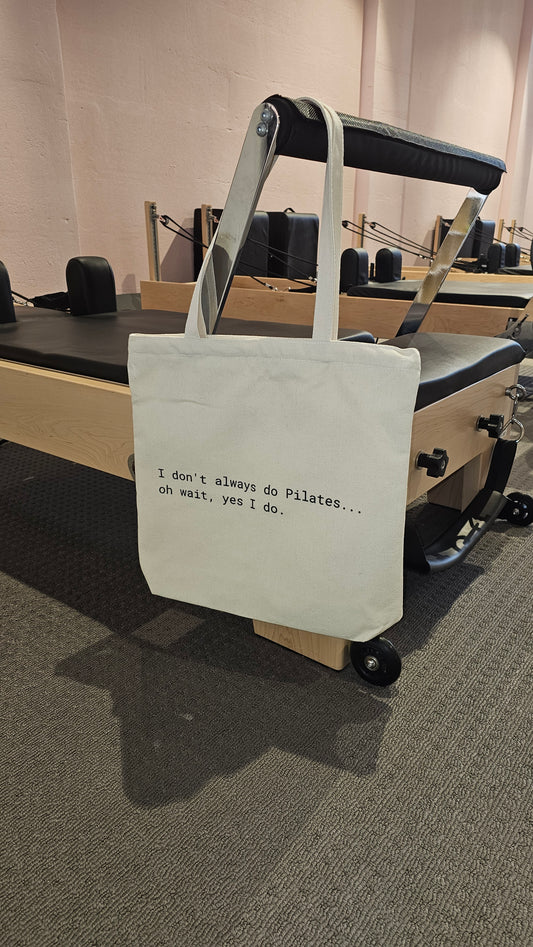 I don't always do Pilates...
oh wait, yes I do.